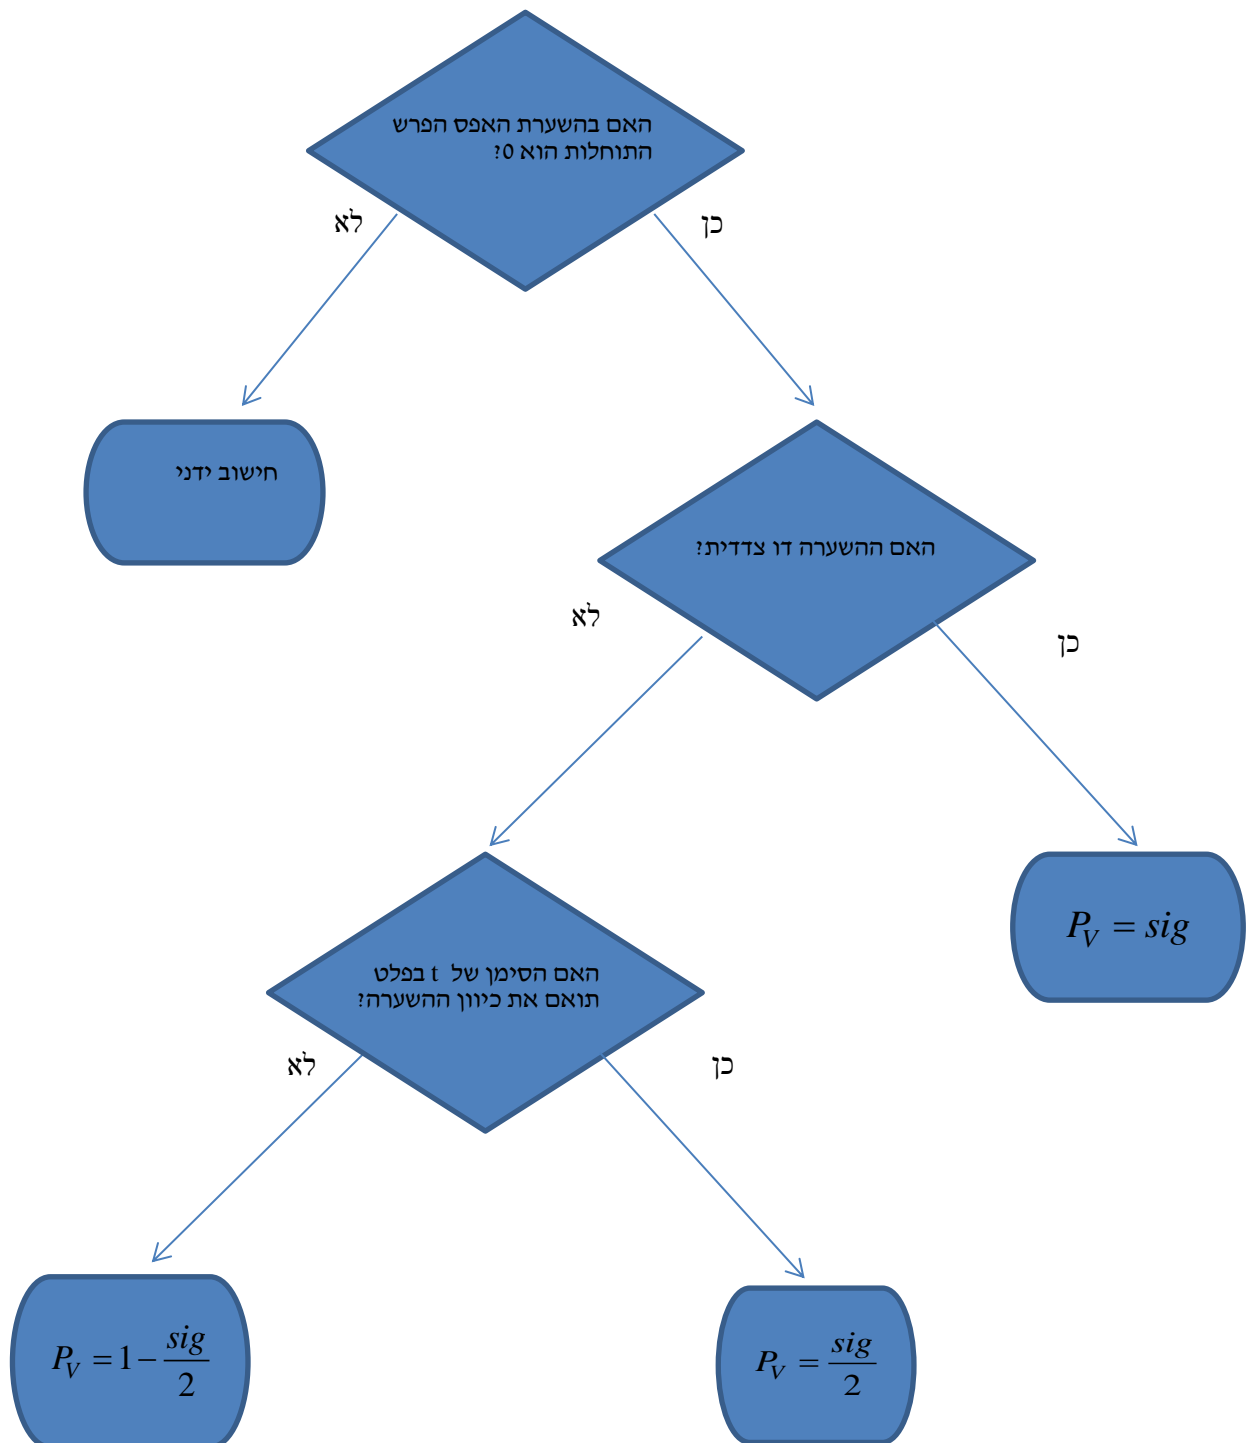 האם בהשערת האפס הפרש
התוחלות הוא 0?
כן
לא
חישוב ידני
האם ההשערה דו צדדית?
כן
לא
P_V = sig
האם הסימן של t בפלט
תואם את כיוון ההשערה?
כן
לא
P_V = sig/2
P_V = 1 - sig/2